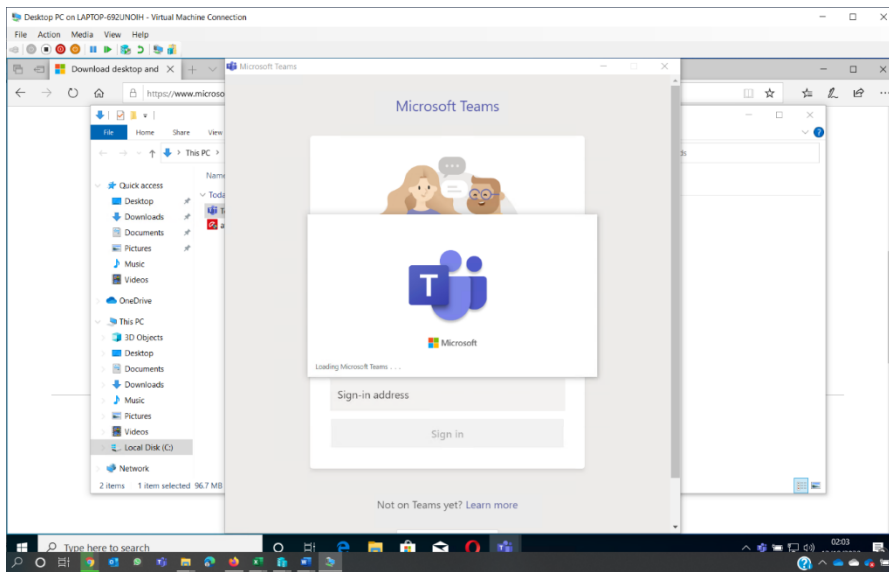 Desktop PC on LAPTOP-692UNOIH - Virtual Machine Connection
File Action Media View Help
Download desktop and
Microsoft Teams
https://www.microso
File Home Share View
This PC
Microsoft Teams
Name
Quick access
Desktop
Downloads
Documents
Pictures
Music
Videos
OneDrive
This PC
3D Objects
Desktop
Documents
Downloads
Music
Pictures
Videos
Local Disk (C:)
Network
2 items 1 item selected 96.7 MB
T
Microsoft
Loading Microsoft Teams . . .
Sign-in address
Sign in
Not on Teams yet? Learn more
Type here to search
02:03